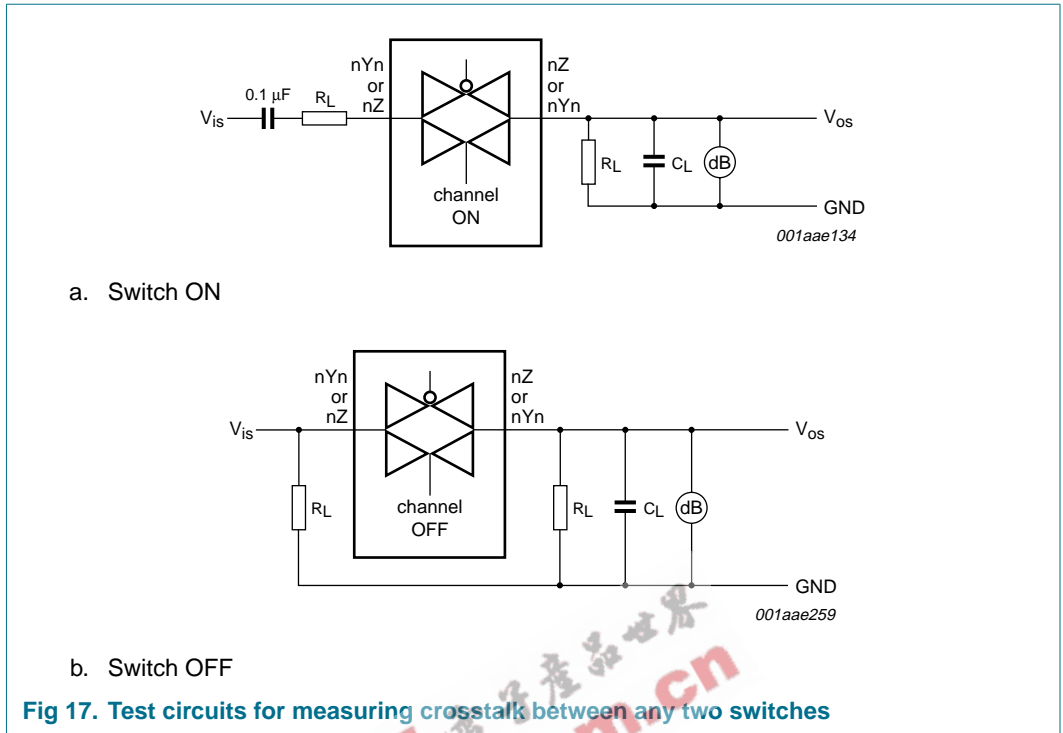 nYn
or
nZ
nZ
or
nYn
0.1 μF
RL
Vis
Vos
RL
CL
dB
channel
ON
GND
001aae134
a. Switch ON
nYn
or
nZ
nZ
or
nYn
Vis
Vos
RL
channel
OFF
RL
CL
dB
GND
001aae259
b. Switch OFF
Fig 17. Test circuits for measuring crosstalk between any two switches